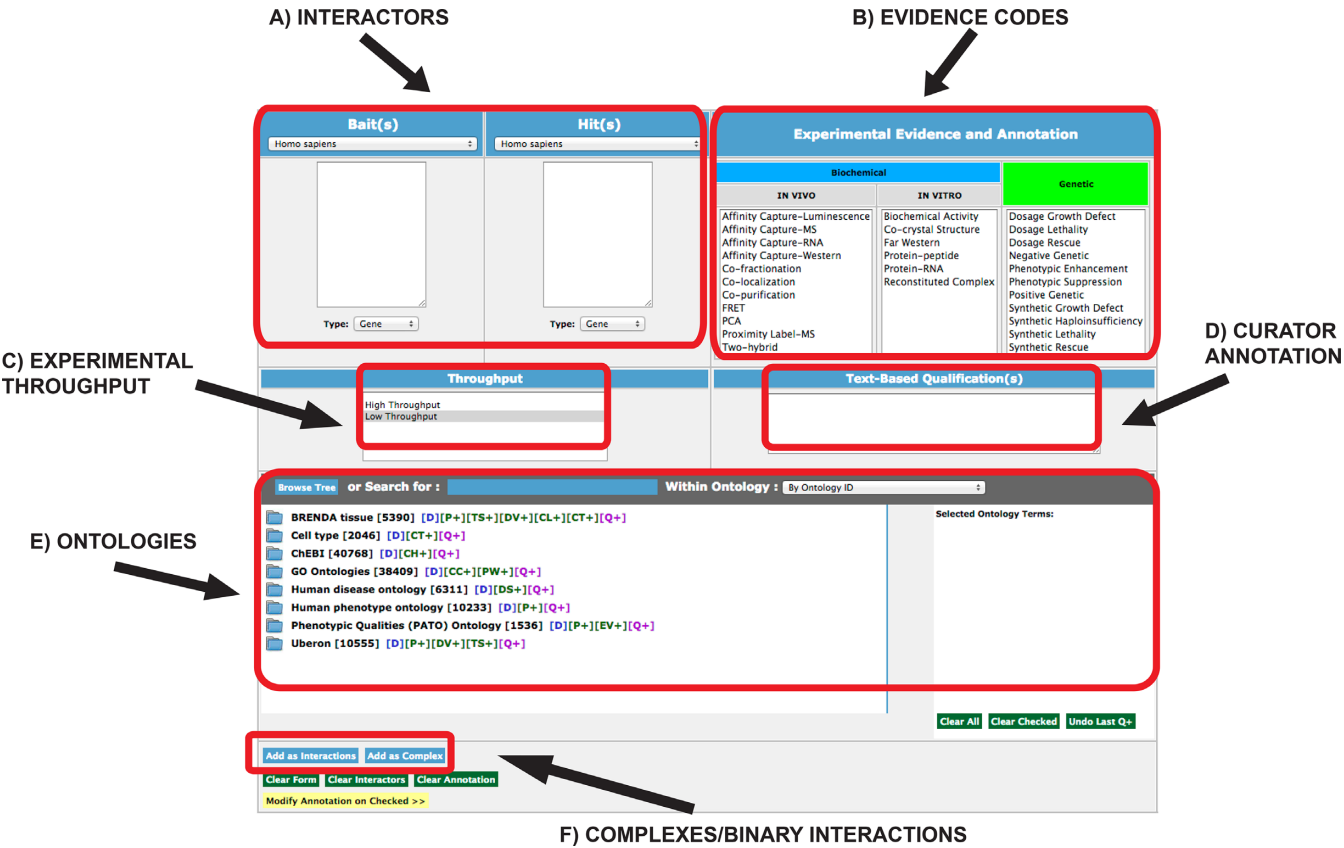 A) INTERACTORS
B) EVIDENCE CODES
Bait(s)
Hit(s)
Experimental Evidence and Annotation
Homo sapiens
Homo sapiens
Biochemical
Genetic
IN VIVO
IN VITRO
Affinity Capture-Luminescence
Affinity Capture-MS
Affinity Capture-RNA
Affinity Capture-Western
Co-fractionation
Co-localization
Co-purification
FRET
PCA
Proximity Label-MS
Two-hybrid
Biochemical Activity
Co-crystal Structure
Far Western
Protein-peptide
Protein-RNA
Reconstituted Complex
Dosage Growth Defect
Dosage Lethality
Dosage Rescue
Negative Genetic
Phenotypic Enhancement
Phenotypic Suppression
Positive Genetic
Synthetic Growth Defect
Synthetic Haploinsufficiency
Synthetic Lethality
Synthetic Rescue
Type: Gene
Type: Gene
C) EXPERIMENTAL
THROUGHPUT
D) CURATOR
ANNOTATION
Throughput
Text-Based Qualification(s)
High Throughput
Low Throughput
Browse Tree or Search for : Within Ontology : By Ontology ID
E) ONTOLOGIES
BRENDA tissue [5390] [D][P+][TS+][DV+][CL+][CT+][Q+]
Cell type [2046] [D][CT+][Q+]
ChEBI [40768] [D][CH+][Q+]
GO Ontologies [38409] [D][CC+][PW+][Q+]
Human disease ontology [6311] [D][DS+][Q+]
Human phenotype ontology [10233] [D][P+][Q+]
Phenotypic Qualities (PATO) Ontology [1536] [D][P+][EV+][Q+]
Uberon [10555] [D][P+][DV+][TS+][Q+]
Selected Ontology Terms:
Clear All Clear Checked Undo Last Q+
Add as Interactions Add as Complex
Clear Form Clear Interactors Clear Annotation
Modify Annotation on Checked >>
F) COMPLEXES/BINARY INTERACTIONS